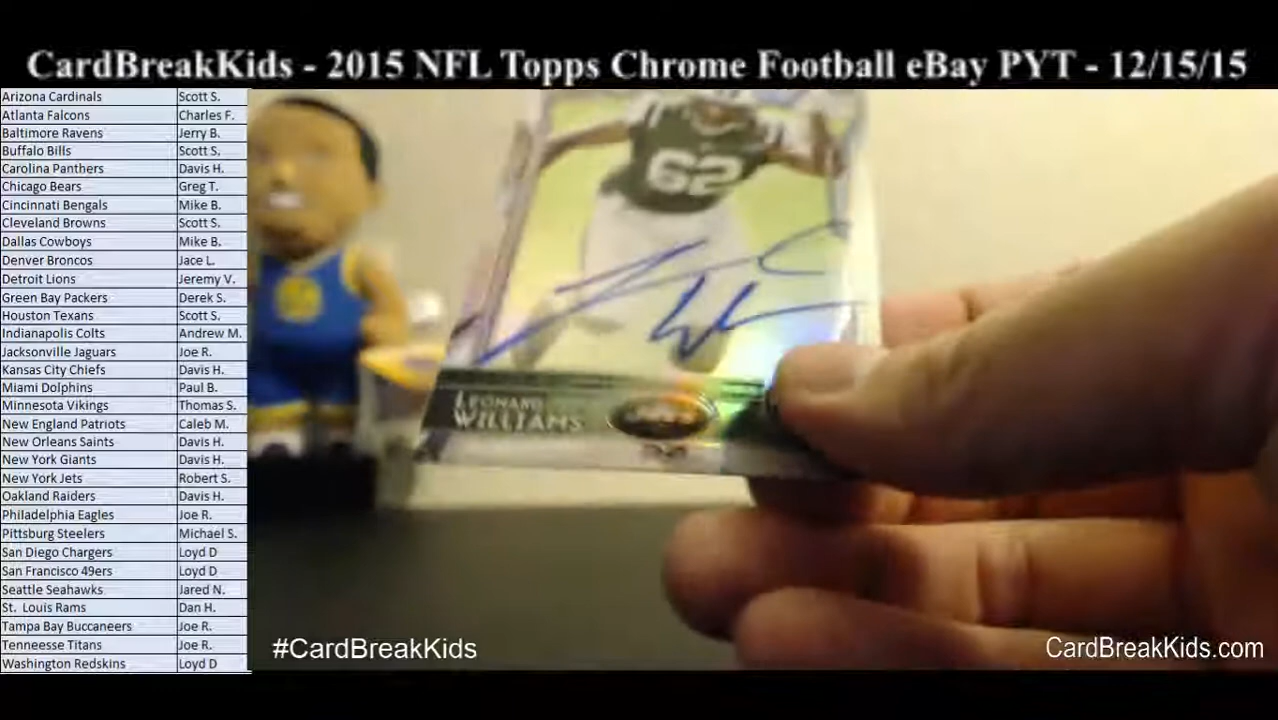 CardBreakKids - 2015 NFL Topps Chrome Football eBay PYT - 12/15/15
Arizona Cardinals Scott S.
Atlanta Falcons Charles F.
Baltimore Ravens Jerry B.
Buffalo Bills Scott S.
Carolina Panthers Davis H.
Chicago Bears Greg T.
Cincinnati Bengals Mike B.
Cleveland Browns Scott S.
Dallas Cowboys Mike B.
Denver Broncos Jace L.
Detroit Lions Jeremy V.
Green Bay Packers Derek S.
Houston Texans Scott S.
Indianapolis Colts Andrew M.
Jacksonville Jaguars Joe R.
Kansas City Chiefs Davis H.
Miami Dolphins Paul B.
Minnesota Vikings Thomas S.
New England Patriots Caleb M.
New Orleans Saints Davis H.
New York Giants Davis H.
New York Jets Robert S.
Oakland Raiders Davis H.
Philadelphia Eagles Joe R.
Pittsburg Steelers Michael S.
San Diego Chargers Loyd D
San Francisco 49ers Loyd D
Seattle Seahawks Jared N.
St. Louis Rams Dan H.
Tampa Bay Buccaneers Joe R.
Tenneesse Titans Joe R.
Washington Redskins Loyd D
62
LEONARD
WILLIAMS
JETS
#CardBreakKids
CardBreakKids.com